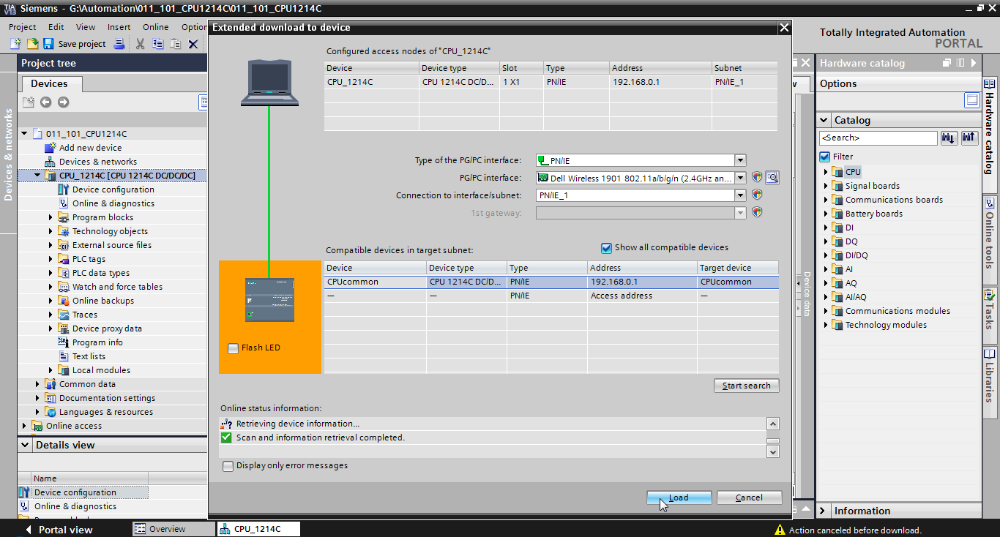 TIA V13 Siemens - G:\Automation\011_101_CPU1214C\011_101_CPU1214C
Project Edit View Insert Online Option
Save project
Totally Integrated Automation
PORTAL
Project tree
Devices
Devices & networks
011_101_CPU1214C
Add new device
Devices & networks
CPU_1214C [CPU 1214C DC/DC/DC]
Device configuration
Online & diagnostics
Program blocks
Technology objects
External source files
PLC tags
PLC data types
Watch and force tables
Online backups
Traces
Device proxy data
Program info
Text lists
Local modules
Common data
Documentation settings
Languages & resources
Online access
Details view
Name
Device configuration
Online & diagnostics
Extended download to device
Configured access nodes of "CPU_1214C"
Device Device type Slot Type Address Subnet
CPU_1214C CPU 1214C DC/D... 1 X1 PN/IE 192.168.0.1 PN/IE_1
Type of the PG/PC interface: PN/IE
PG/PC interface: Dell Wireless 1901 802.11a/b/g/n (2.4GHz an...
Connection to interface/subnet: PN/IE_1
1st gateway:
Compatible devices in target subnet: Show all compatible devices
Device Device type Type Address Target device
CPUcommon CPU 1214C DC/D... PN/IE 192.168.0.1 CPUcommon
— — PN/IE Access address —
Flash LED
Start search
Online status information:
Retrieving device information...
Scan and information retrieval completed.
Display only error messages
Load Cancel
Device data
Hardware catalog
Options
Catalog
<Search>
Filter
CPU
Signal boards
Communications boards
Battery boards
DI
DQ
DI/DQ
AI
AQ
AI/AQ
Communications modules
Technology modules
Information
Hardware catalog
Online tools
Tasks
Libraries
Portal view Overview CPU_1214C Action canceled before download.